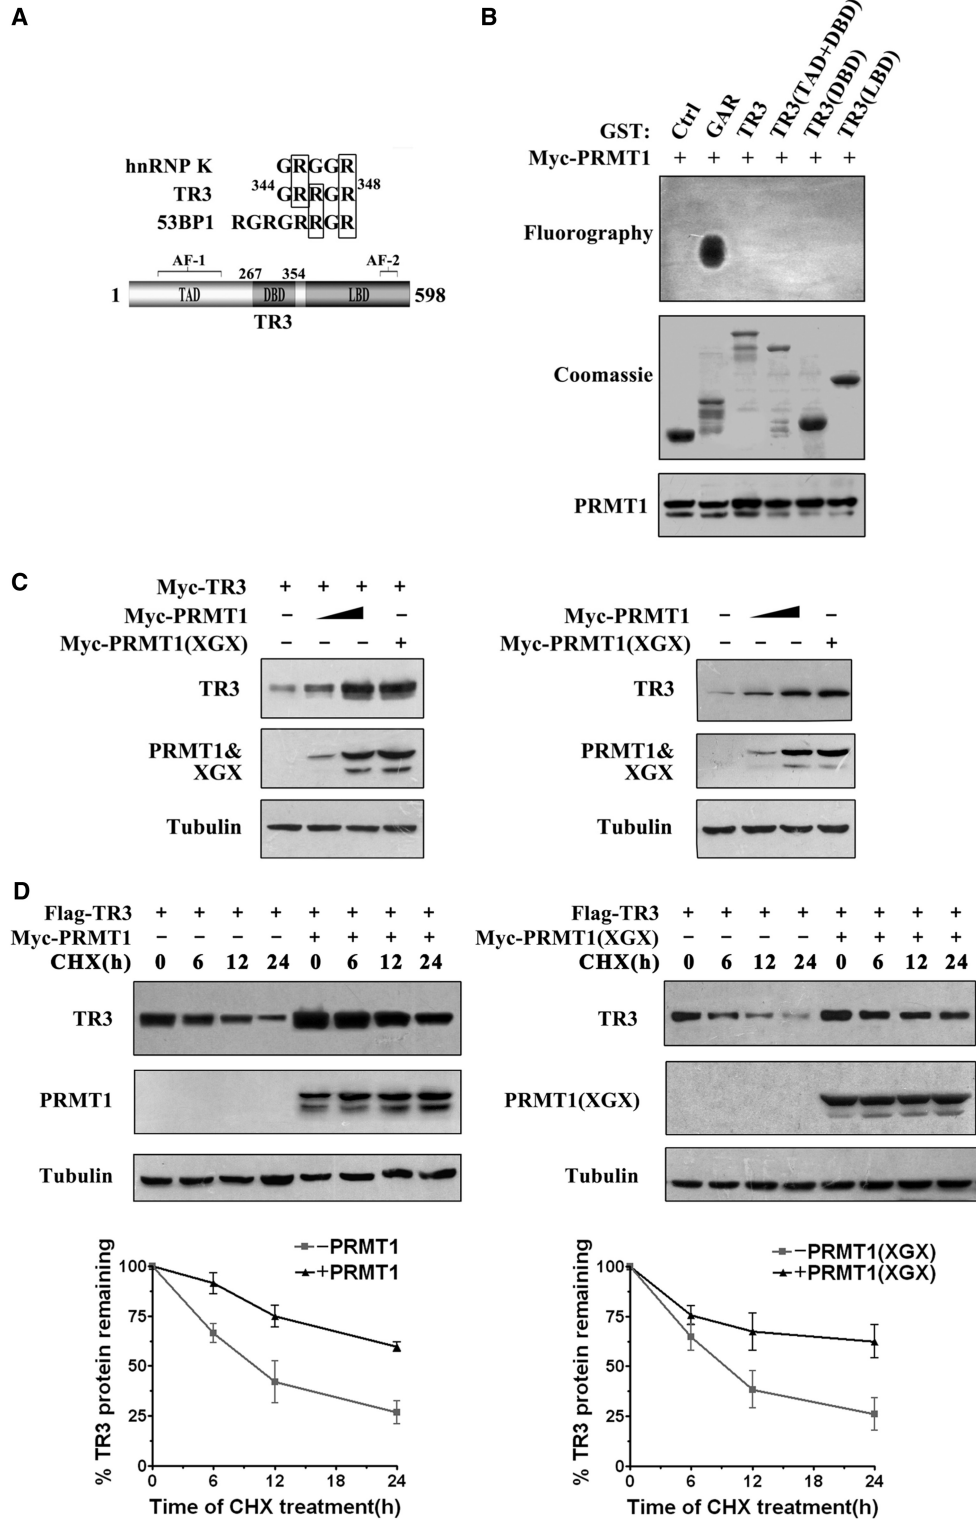 A
hnRNP K GRGGR
TR3 344 GRRGR 348
53BP1 RGRGRRGR
AF-1 267 354 AF-2
1 TAD DBD LBD 598
TR3
B
GST: Ctrl GAR TR3 TR3(TAD+DBD) TR3(DBD) TR3(LBD)
Myc-PRMT1 + + + + + +
Fluorography
Coomassie
PRMT1
C
Myc-TR3 + + + +
Myc-PRMT1 − −
Myc-PRMT1(XGX) − − − +
TR3
PRMT1&
XGX
Tubulin
Myc-PRMT1 − −
Myc-PRMT1(XGX) − − − +
TR3
PRMT1&
XGX
Tubulin
D
Flag-TR3 + + + + + + + +
Myc-PRMT1 − − − − + + + +
CHX(h) 0 6 12 24 0 6 12 24
TR3
PRMT1
Tubulin
−PRMT1
+PRMT1
% TR3 protein remaining
100
75
50
25
0
0 6 12 18 24
Time of CHX treatment(h)
Flag-TR3 + + + + + + + +
Myc-PRMT1(XGX) − − − − + + + +
CHX(h) 0 6 12 24 0 6 12 24
TR3
PRMT1(XGX)
Tubulin
−PRMT1(XGX)
+PRMT1(XGX)
% TR3 protein remaining
100
75
50
25
0
0 6 12 18 24
Time of CHX treatment(h)